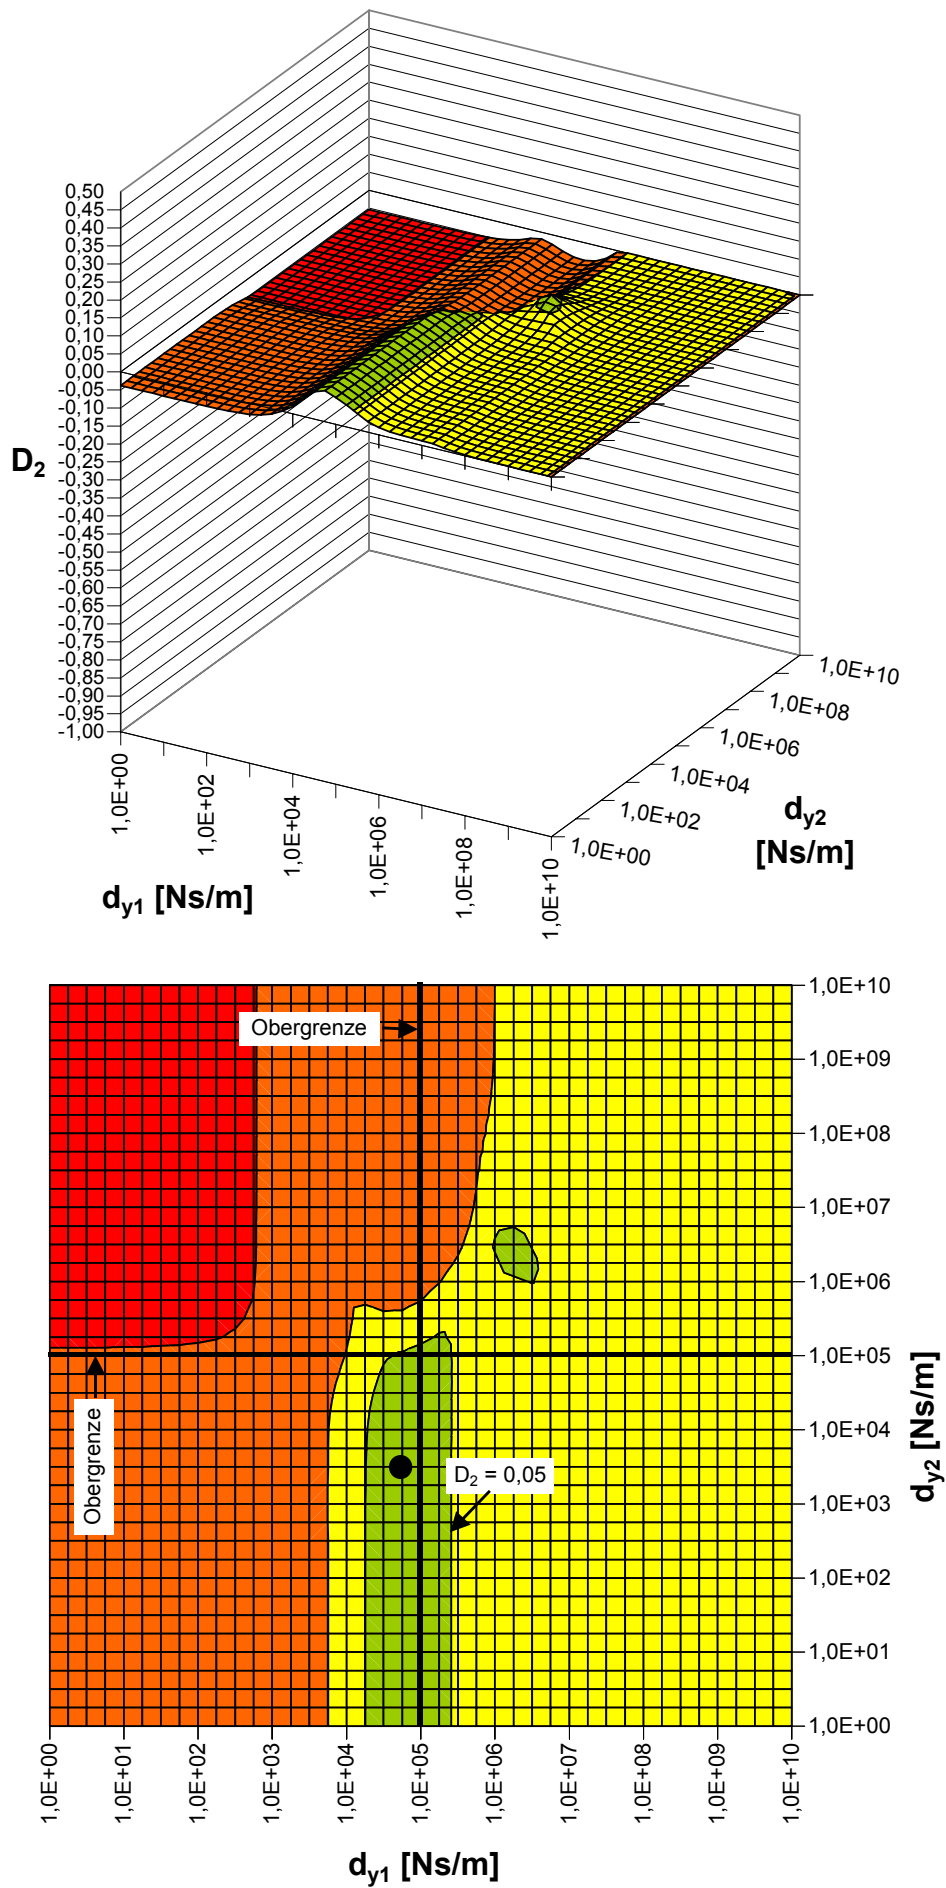 0,50
0,45
0,40
0,35
0,30
0,25
0,20
0,15
0,10
0,05
0,00
-0,05
-0,10
-0,15
-0,20
-0,25
-0,30
-0,35
-0,40
-0,45
-0,50
-0,55
-0,60
-0,65
-0,70
-0,75
-0,80
-0,85
-0,90
-0,95
-1,00
D2
1,0E+00
1,0E+02
1,0E+04
1,0E+06
1,0E+08
1,0E+10
dy1 [Ns/m]
1,0E+10
1,0E+08
1,0E+06
1,0E+04
1,0E+02
1,0E+00
dy2
[Ns/m]
Obergrenze
Obergrenze
D2 = 0,05
1,0E+10
1,0E+09
1,0E+08
1,0E+07
1,0E+06
1,0E+05
1,0E+04
1,0E+03
1,0E+02
1,0E+01
1,0E+00
dy2 [Ns/m]
1,0E+00
1,0E+01
1,0E+02
1,0E+03
1,0E+04
1,0E+05
1,0E+06
1,0E+07
1,0E+08
1,0E+09
1,0E+10
dy1 [Ns/m]